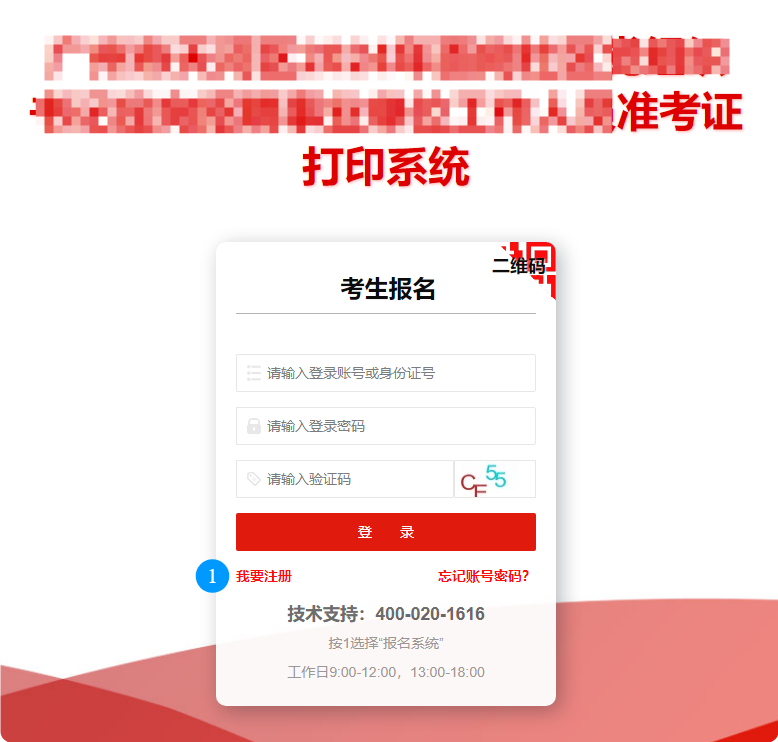 准考证
打印系统
二维码
考生报名
请输入登录账号或身份证号
请输入登录密码
请输入验证码
CF55
登 录
1 我要注册 忘记账号密码?
技术支持：400-020-1616
按1选择“报名系统”
工作日9:00-12:00，13:00-18:00